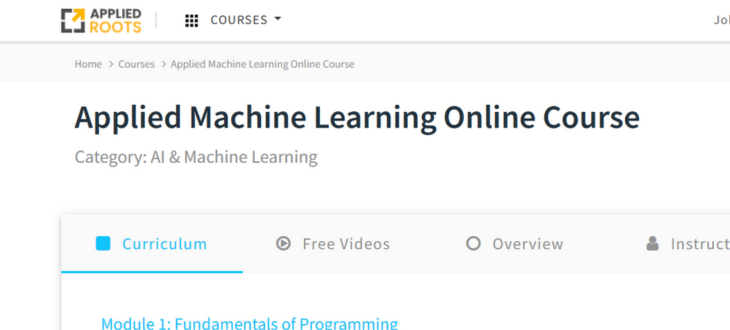 APPLIED
ROOTS
COURSES
Home > Courses > Applied Machine Learning Online Course
Applied Machine Learning Online Course
Category: AI & Machine Learning
Curriculum Free Videos Overview Instruct
Module 1: Fundamentals of Programming